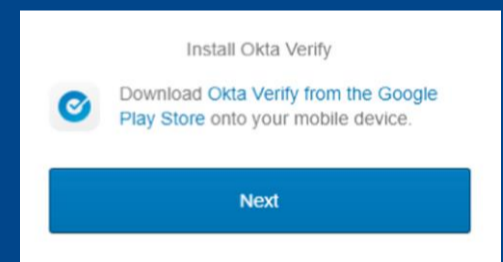 Install Okta Verify
Download Okta Verify from the Google
Play Store onto your mobile device.
Next